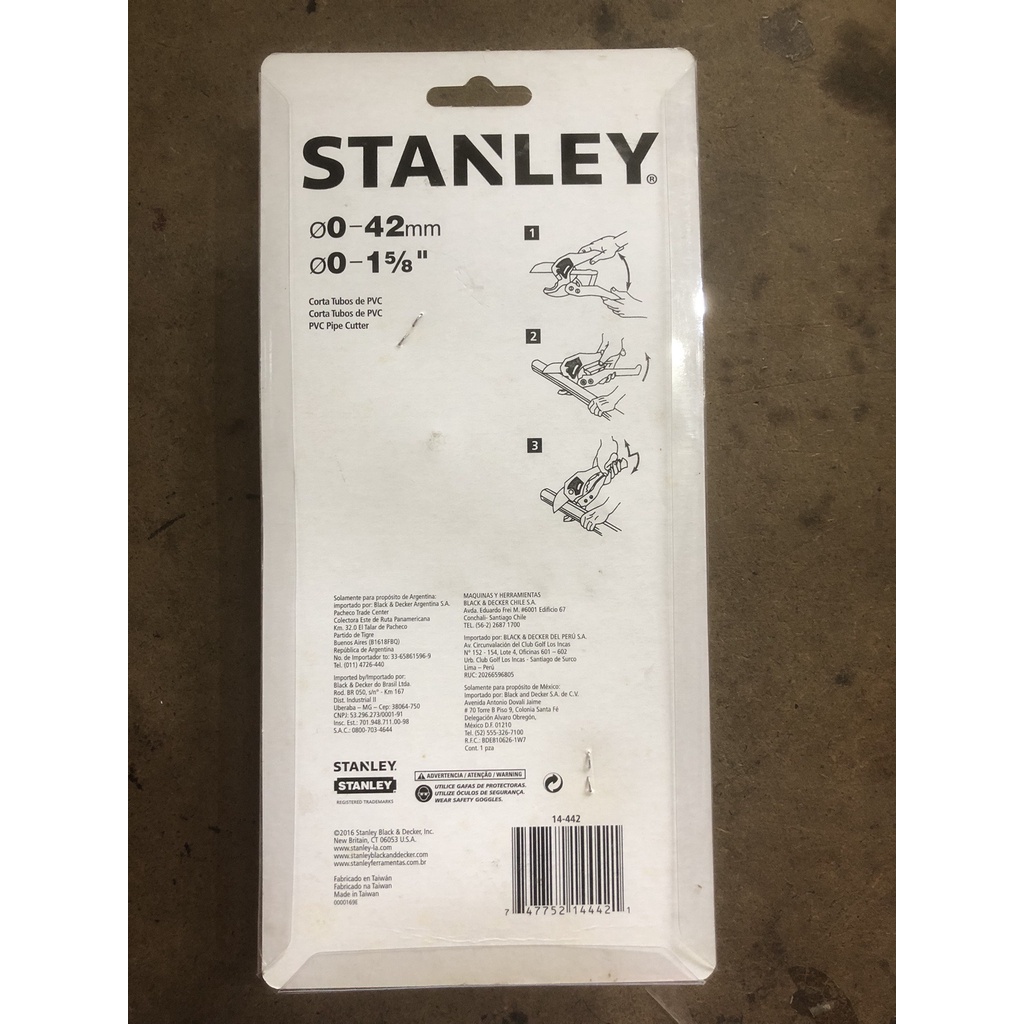 STANLEY®
Ø0–42mm
Ø0–1⅝"
Corta Tubos de PVC
Corta Tubos de PVC
PVC Pipe Cutter
1
2
3
Solamente para propósito de Argentina:
importado por: Black & Decker Argentina S.A.
Pacheco Trade Center
Colectora Este de Ruta Panamericana
Km. 32.0 El Talar de Pacheco
Partido de Tigre
Buenos Aires (B1618FBQ)
República de Argentina
No. de Importador to: 33-65861596-9
Tel. (011) 4726-440
Imported by/Importado por:
Black & Decker do Brasil Ltda.
Rod. BR 050, s/nº - Km 167
Dist. Industrial II
Uberaba – MG – Cep: 38064-750
CNPJ: 53.296.273/0001-91
Insc. Est.: 701.948.711.00-98
S.A.C.: 0800-703-4644
MAQUINAS Y HERRAMIENTAS
BLACK & DECKER CHILE S.A.
Avda. Eduardo Frei M. #6001 Edificio 67
Conchali- Santiago Chile
TEL. (56-2) 2687 1700
Importado por: BLACK & DECKER DEL PERÚ S.A.
Av. Circunvalación del Club Golf Los Incas
N° 152 - 154, Lote 4, Oficinas 601 – 602
Urb. Club Golf Los Incas - Santiago de Surco
Lima – Perú
RUC: 20266596805
Solamente para propósito de México:
Importado por: Black and Decker S.A. de C.V.
Avenida Antonio Dovali Jaime
# 70 Torre B Piso 9, Colonia Santa Fé
Delegación Alvaro Obregón,
México D.F. 01210
Tel. (52) 555-326-7100
R.F.C.: BDE810626-1W7
Cont. 1 pza
STANLEY®
STANLEY
REGISTERED TRADEMARKS
ADVERTENCIA / ATENÇÃO / WARNING
UTILICE GAFAS DE PROTECTORAS.
UTILIZE ÓCULOS DE SEGURANÇA.
WEAR SAFETY GOGGLES.
©2016 Stanley Black & Decker, Inc.
New Britain, CT 06053 U.S.A.
www.stanley-la.com
www.stanleyblackanddecker.com
www.stanleyferramentas.com.br
Fabricado en Taiwán
Fabricado na Taiwan
Made in Taiwan
0000169E
14-442
7 47752 14442 1